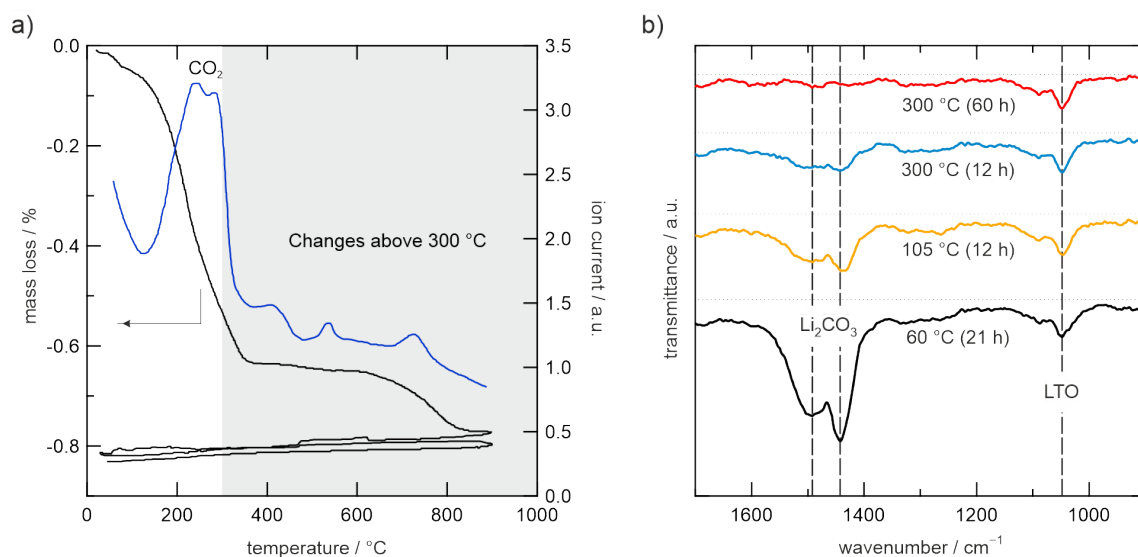 a)
0.0
-0.2
-0.4
-0.6
-0.8
mass loss / %
3.5
3.0
2.5
2.0
1.5
1.0
0.5
0.0
ion current / a.u.
CO₂
Changes above 300 °C
0
200
400
600
800
1000
temperature / °C
b)
transmittance / a.u.
300 °C (60 h)
300 °C (12 h)
105 °C (12 h)
Li₂CO₃
60 °C (21 h)
LTO
1600
1400
1200
1000
wavenumber / cm⁻¹